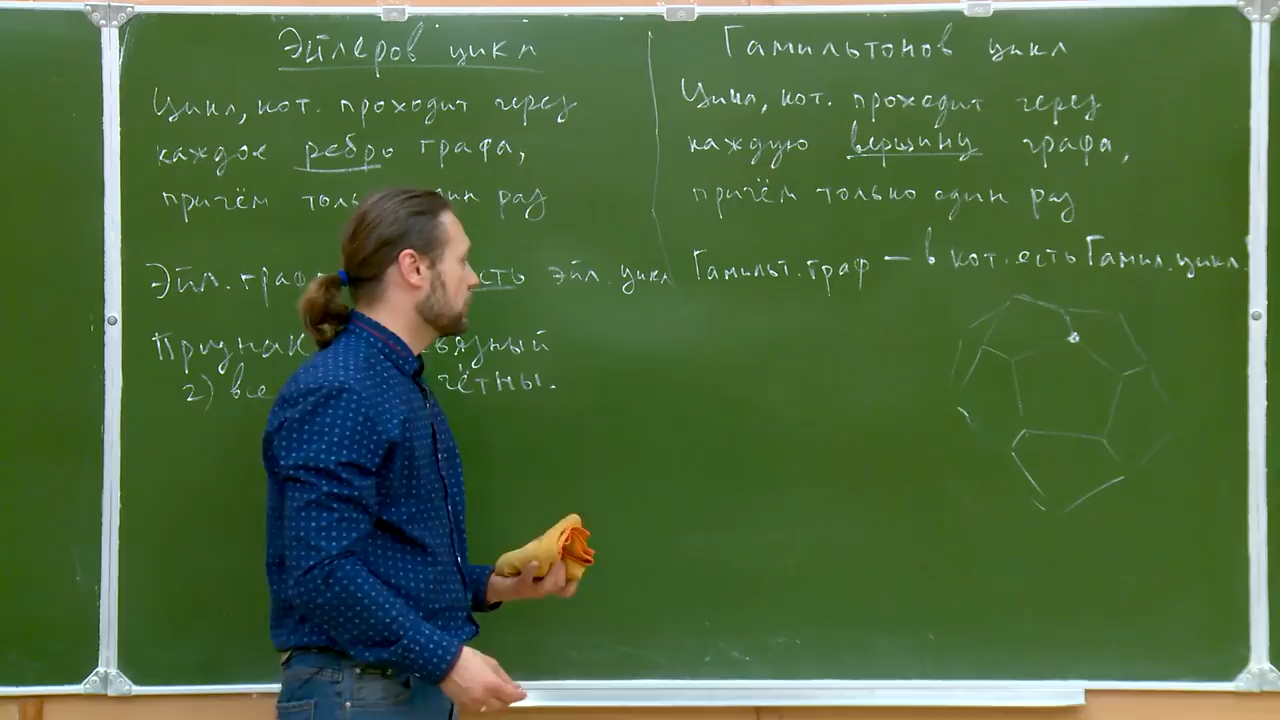 Эйлеров цикл
Цикл, кот. проходит через
каждое ребро графа,
причём один раз
Эйл. граф есть эйл. цикл
Признак связный
2) все чётны.
Гамильтонов цикл
Цикл, кот. проходит через
каждую вершину графа,
причём только один раз
Гамильт. граф — в кот. есть Гамил. цикл.